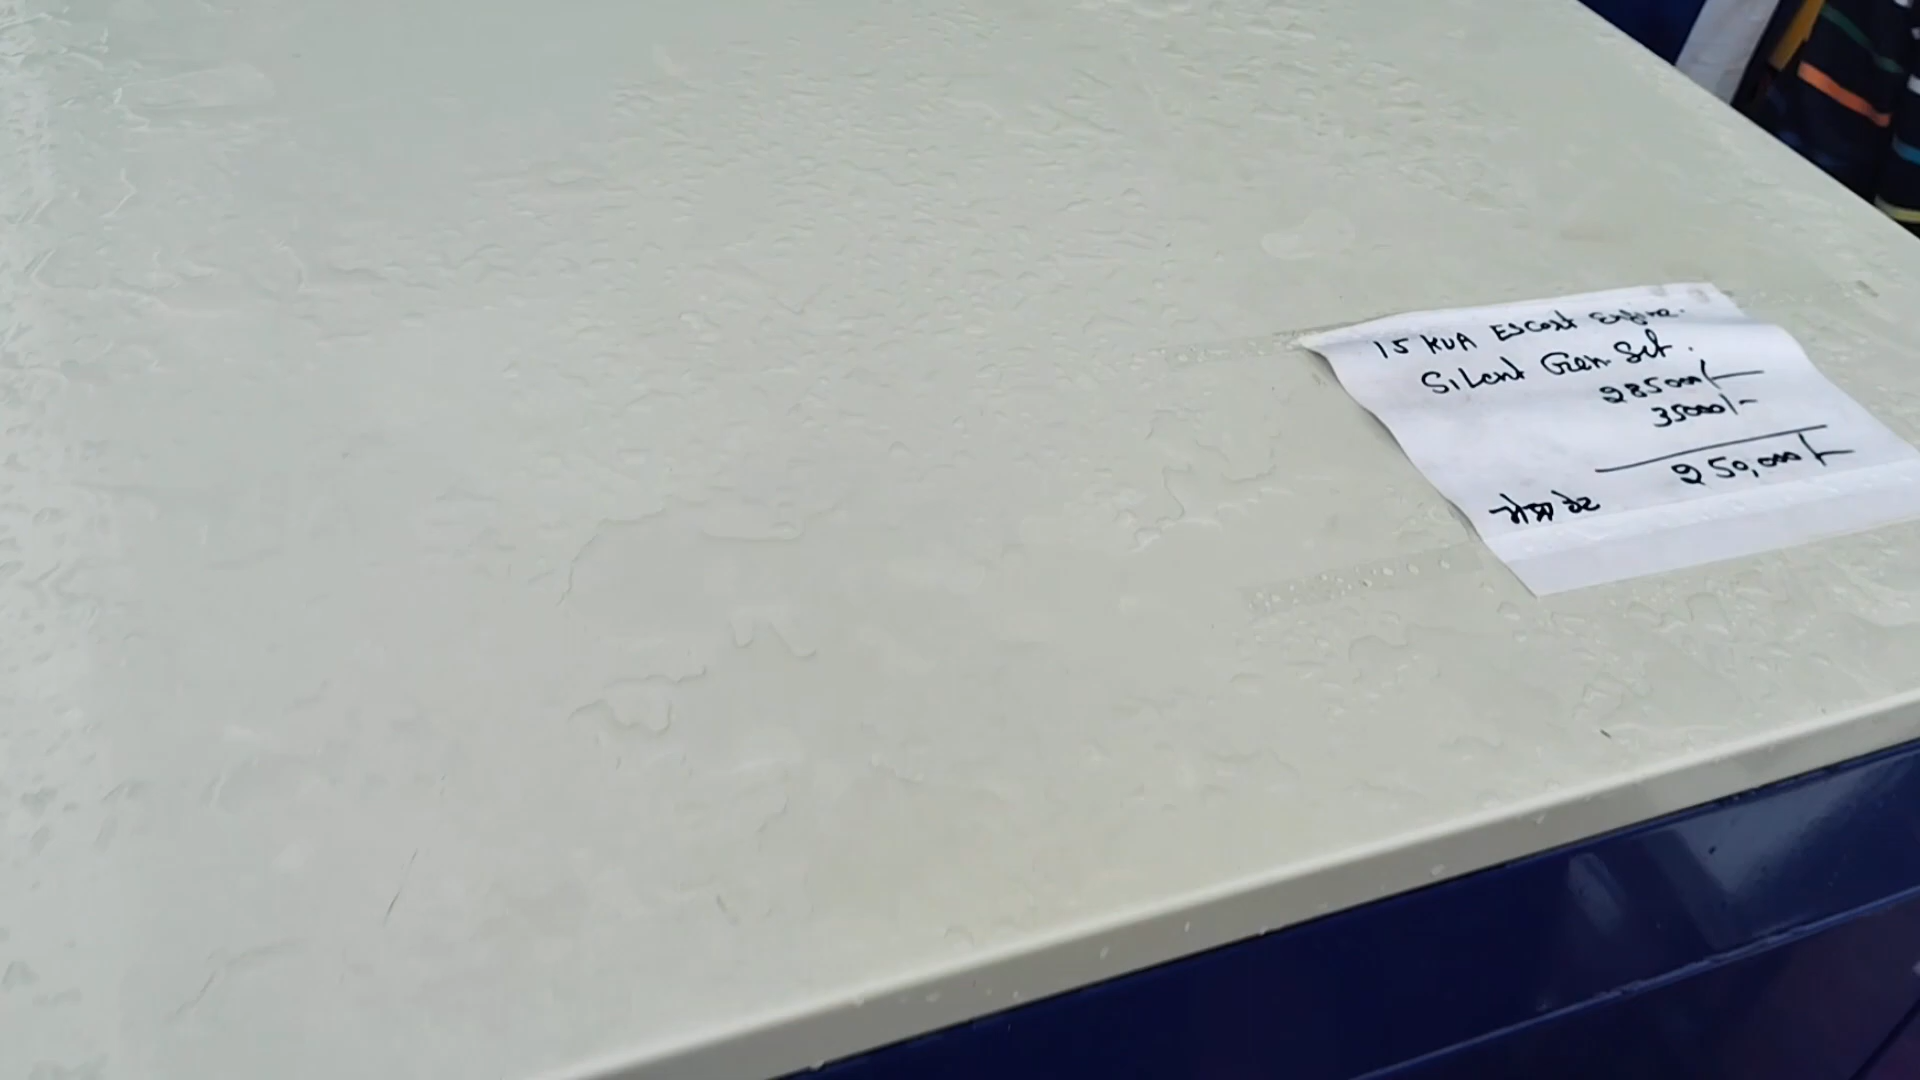 15 KVA Escort Engine.
Silent Gen Set.
285000/-
35000/-
250,000/-